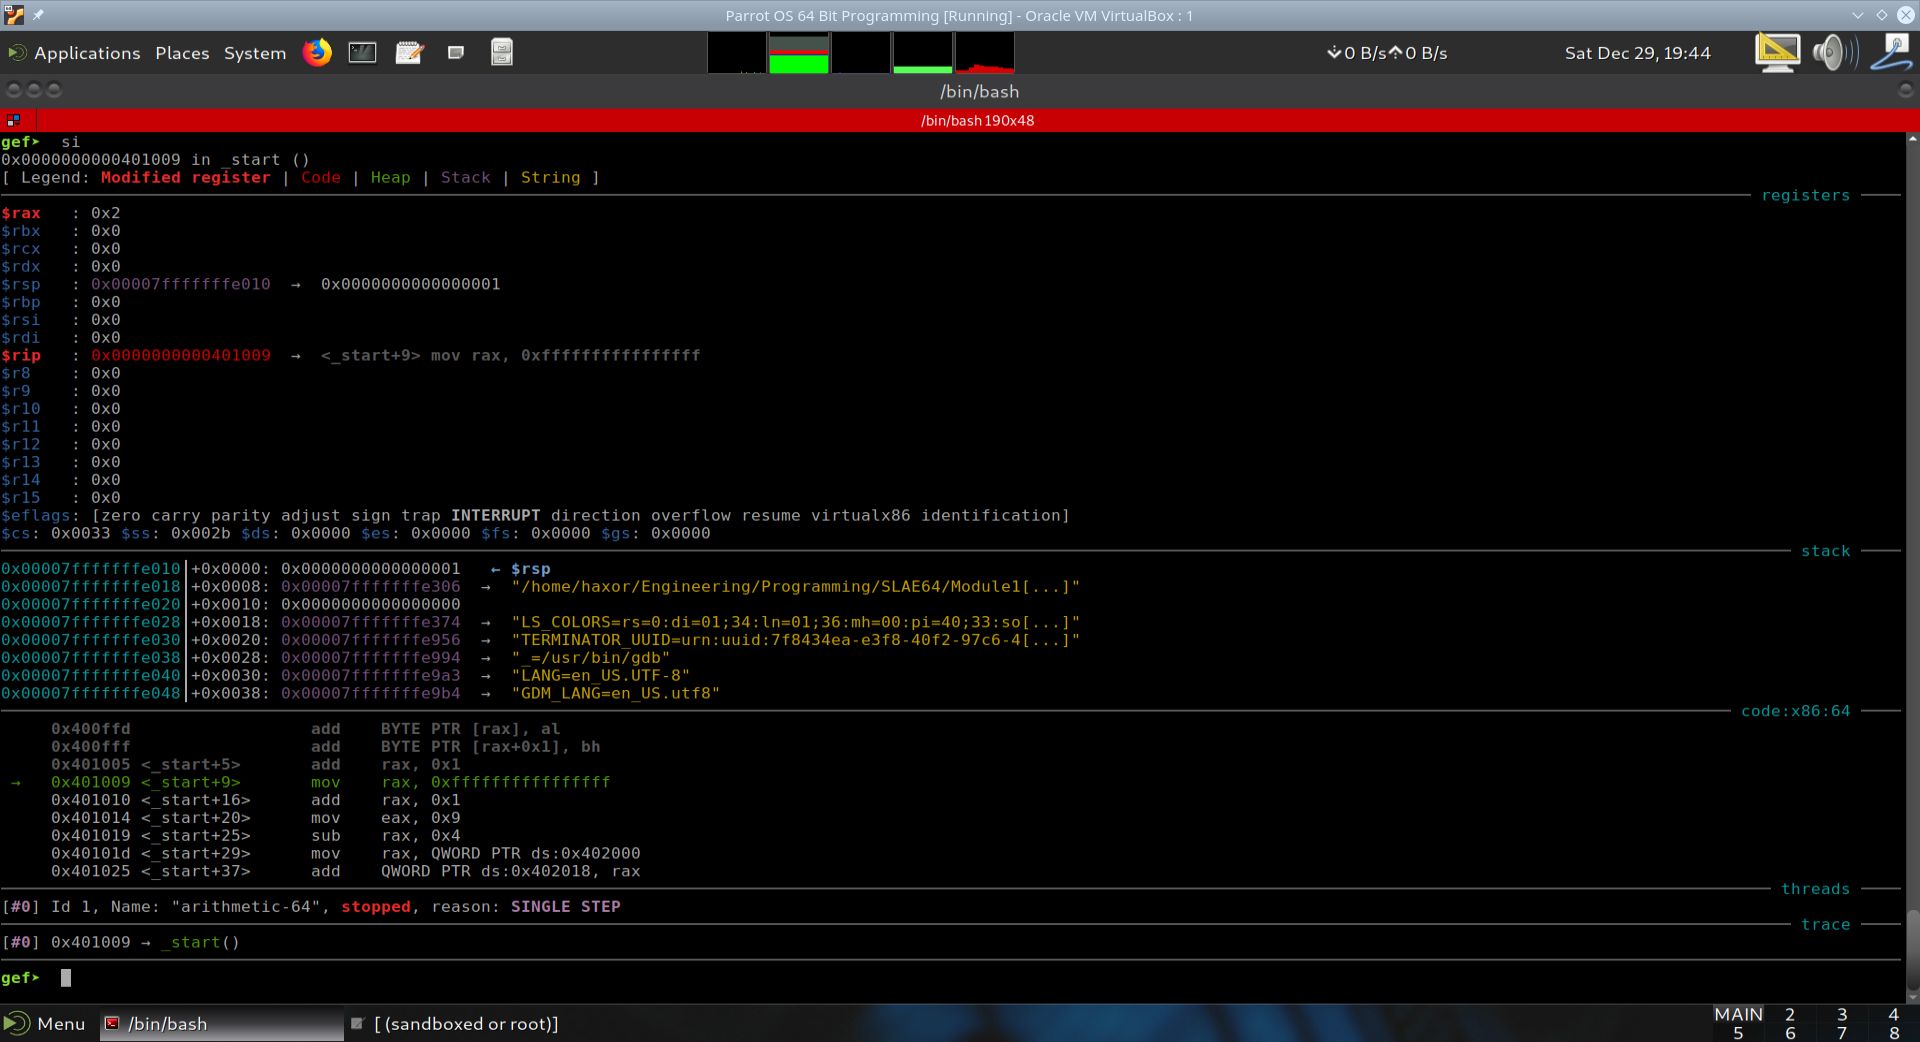 Parrot OS 64 Bit Programming [Running] - Oracle VM VirtualBox : 1
Applications Places System 0 B/s 0 B/s Sat Dec 29, 19:44
/bin/bash
/bin/bash 190x48
gef➤  si
0x0000000000401009 in _start ()
[ Legend: Modified register | Code | Heap | Stack | String ]
registers
$rax   : 0x2
$rbx   : 0x0
$rcx   : 0x0
$rdx   : 0x0
$rsp   : 0x00007fffffffe010  →  0x0000000000000001
$rbp   : 0x0
$rsi   : 0x0
$rdi   : 0x0
$rip   : 0x0000000000401009  →  <_start+9> mov rax, 0xffffffffffffffff
$r8    : 0x0
$r9    : 0x0
$r10   : 0x0
$r11   : 0x0
$r12   : 0x0
$r13   : 0x0
$r14   : 0x0
$r15   : 0x0
$eflags: [zero carry parity adjust sign trap INTERRUPT direction overflow resume virtualx86 identification]
$cs: 0x0033 $ss: 0x002b $ds: 0x0000 $es: 0x0000 $fs: 0x0000 $gs: 0x0000
stack
0x00007fffffffe010│+0x0000: 0x0000000000000001   ← $rsp
0x00007fffffffe018│+0x0008: 0x00007fffffffe306  →  "/home/haxor/Engineering/Programming/SLAE64/Module1[...]"
0x00007fffffffe020│+0x0010: 0x0000000000000000
0x00007fffffffe028│+0x0018: 0x00007fffffffe374  →  "LS_COLORS=rs=0:di=01;34:ln=01;36:mh=00:pi=40;33:so[...]"
0x00007fffffffe030│+0x0020: 0x00007fffffffe956  →  "TERMINATOR_UUID=urn:uuid:7f8434ea-e3f8-40f2-97c6-4[...]"
0x00007fffffffe038│+0x0028: 0x00007fffffffe994  →  "_=/usr/bin/gdb"
0x00007fffffffe040│+0x0030: 0x00007fffffffe9a3  →  "LANG=en_US.UTF-8"
0x00007fffffffe048│+0x0038: 0x00007fffffffe9b4  →  "GDM_LANG=en_US.utf8"
code:x86:64
0x400ffd                  add    BYTE PTR [rax], al
0x400fff                  add    BYTE PTR [rax+0x1], bh
0x401005 <_start+5>       add    rax, 0x1
→   0x401009 <_start+9>       mov    rax, 0xffffffffffffffff
0x401010 <_start+16>      add    rax, 0x1
0x401014 <_start+20>      mov    eax, 0x9
0x401019 <_start+25>      sub    rax, 0x4
0x40101d <_start+29>      mov    rax, QWORD PTR ds:0x402000
0x401025 <_start+37>      add    QWORD PTR ds:0x402018, rax
threads
[#0] Id 1, Name: "arithmetic-64", stopped, reason: SINGLE STEP
trace
[#0] 0x401009 → _start()
gef➤
Menu /bin/bash [ (sandboxed or root)] MAIN 2 3 4
5 6 7 8